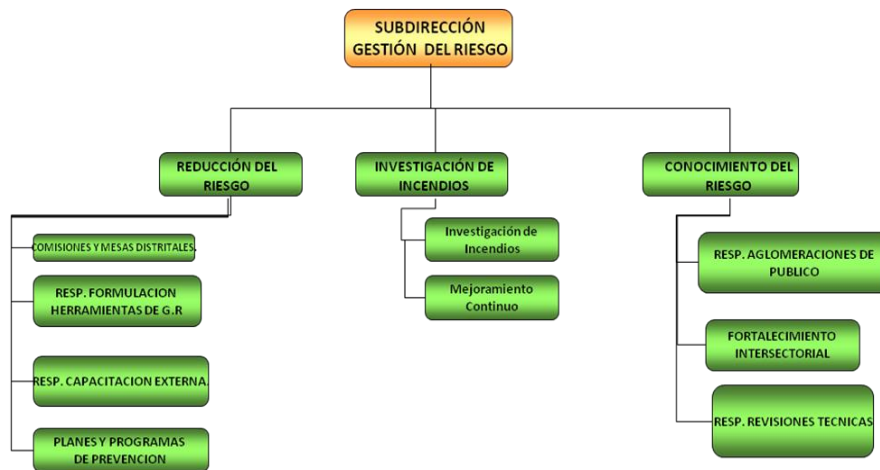 SUBDIRECCIÓN
GESTIÓN DEL RIESGO
REDUCCIÓN DEL
RIESGO
INVESTIGACIÓN DE
INCENDIOS
CONOCIMIENTO DEL
RIESGO
COMISIONES Y MESAS DISTRITALES.
RESP. FORMULACION
HERRAMIENTAS DE G.R
RESP. CAPACITACION EXTERNA.
PLANES Y PROGRAMAS
DE PREVENCION
Investigación de
Incendios
Mejoramiento
Continuo
RESP. AGLOMERACIONES DE
PUBLICO
FORTALECIMIENTO
INTERSECTORIAL
RESP. REVISIONES TECNICAS